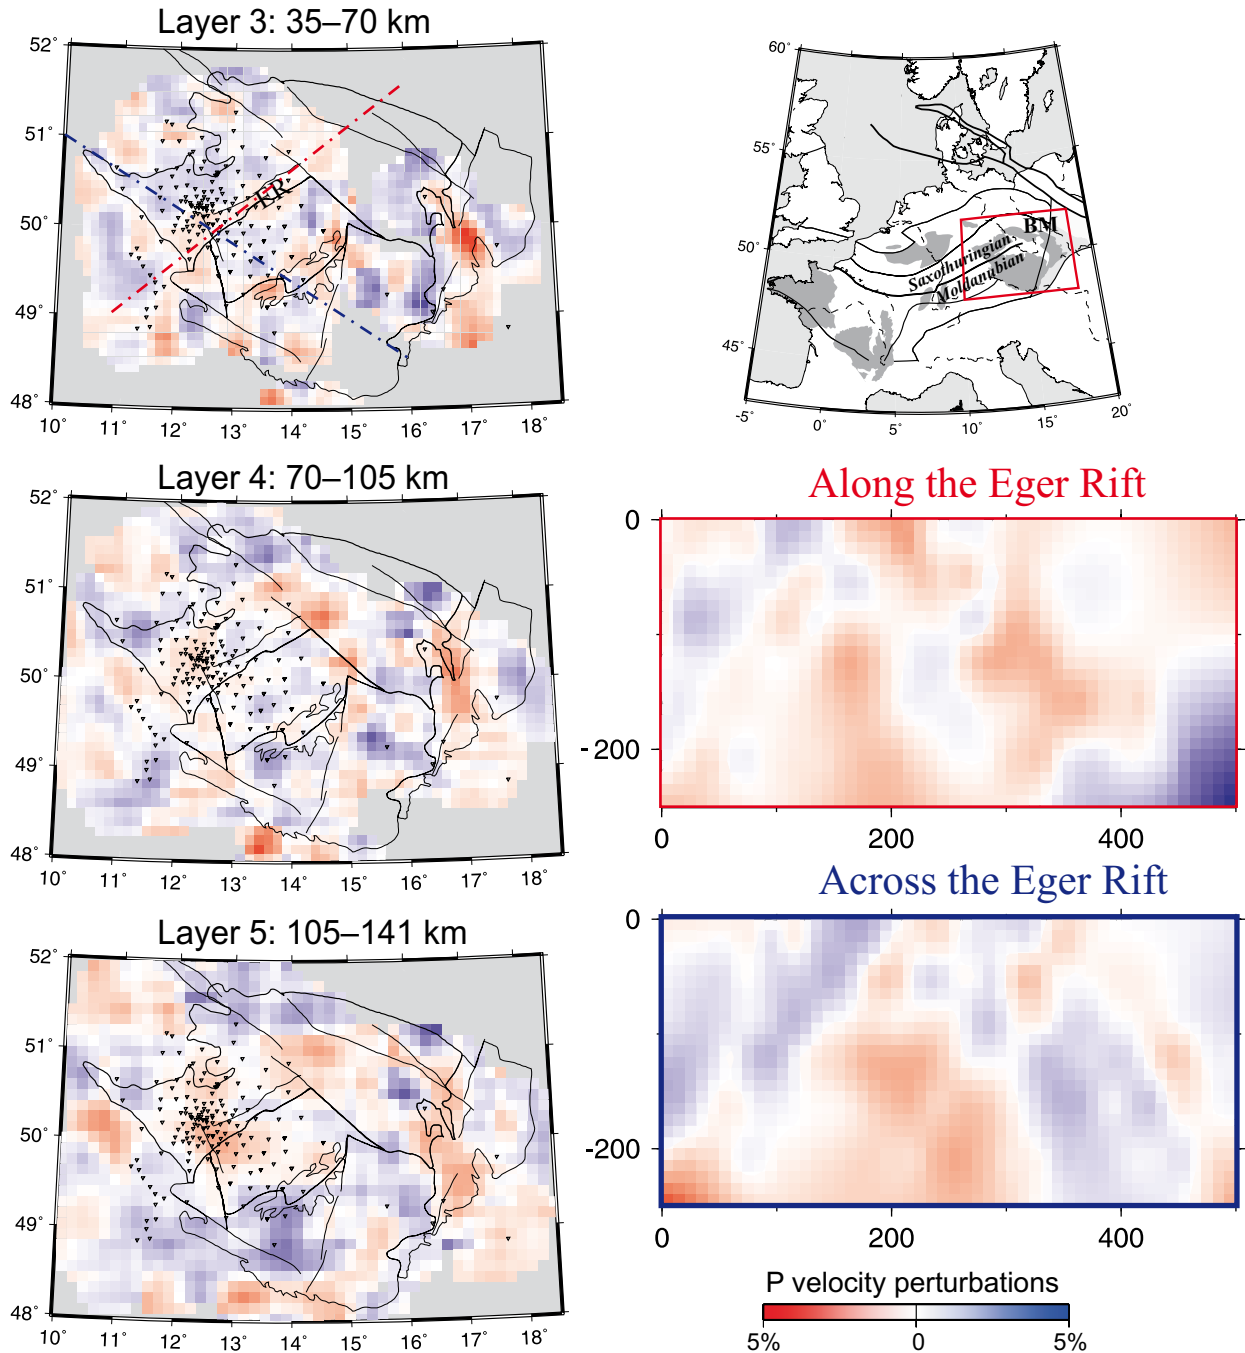 Layer 3: 35–70 km
52˚
51˚
50˚
49˚
48˚
10˚ 11˚ 12˚ 13˚ 14˚ 15˚ 16˚ 17˚ 18˚
ER
60˚
55˚
50˚
45˚
-5˚ 0˚ 5˚ 10˚ 15˚ 20˚
BM
Saxothuringian
Moldanubian
Layer 4: 70–105 km
52˚
51˚
50˚
49˚
48˚
10˚ 11˚ 12˚ 13˚ 14˚ 15˚ 16˚ 17˚ 18˚
Along the Eger Rift
0
-200
0 200 400
Layer 5: 105–141 km
52˚
51˚
50˚
49˚
48˚
10˚ 11˚ 12˚ 13˚ 14˚ 15˚ 16˚ 17˚ 18˚
Across the Eger Rift
0
-200
0 200 400
P velocity perturbations
5% 0 5%